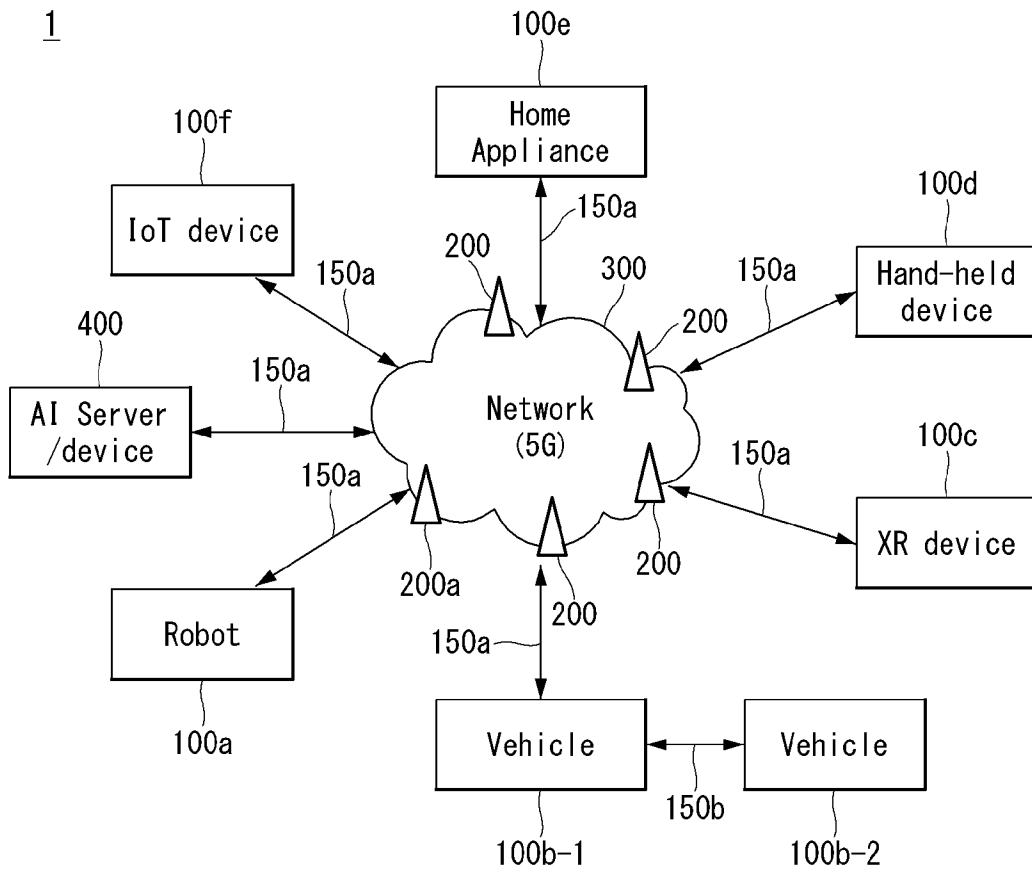 1
100e
Home
Appliance
100f
IoT device
150a
100d
Hand-held
device
200
300
150a
150a
200
400
AI Server
/device
150a
Network
(5G)
100c
XR device
150a
150a
200a
200
200
Robot
100a
150a
Vehicle
Vehicle
150b
100b-1
100b-2